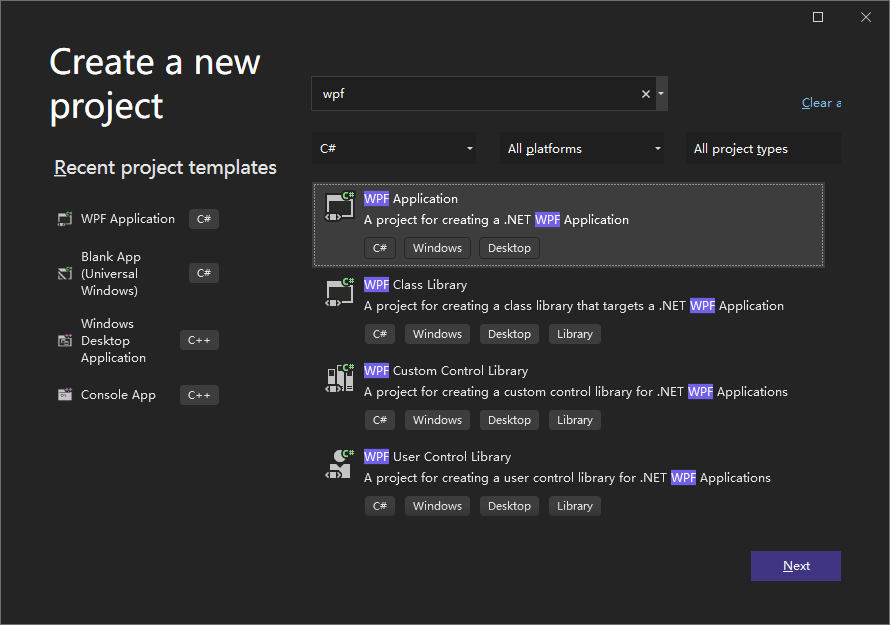 Create a new
project
wpf
Clear a
C#
All platforms
All project types
Recent project templates
WPF Application
C#
Blank App
(Universal
Windows)
C#
Windows
Desktop
Application
C++
Console App
C++
C#
WPF Application
A project for creating a .NET WPF Application
C# Windows Desktop
C#
WPF Class Library
A project for creating a class library that targets a .NET WPF Application
C# Windows Desktop Library
C#
WPF Custom Control Library
A project for creating a custom control library for .NET WPF Applications
C# Windows Desktop Library
C#
WPF User Control Library
A project for creating a user control library for .NET WPF Applications
C# Windows Desktop Library
Next